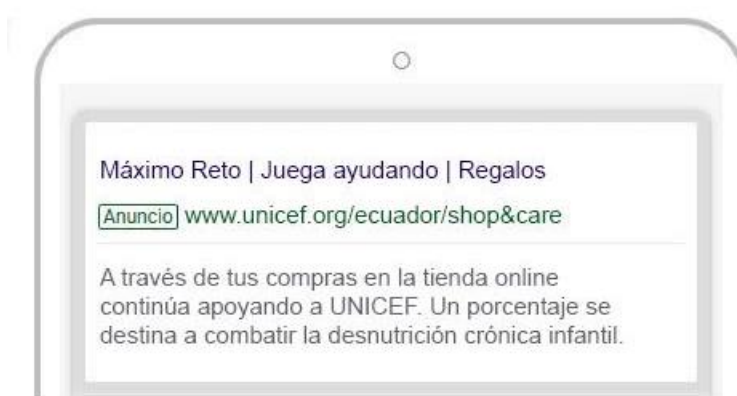 Máximo Reto | Juega ayudando | Regalos
Anuncio www.unicef.org/ecuador/shop&care
A través de tus compras en la tienda online
continúa apoyando a UNICEF. Un porcentaje se
destina a combatir la desnutrición crónica infantil.